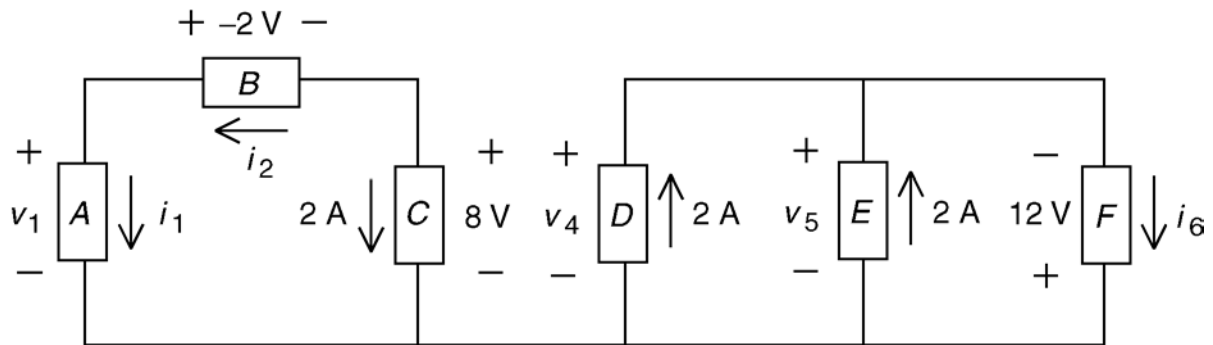 + −2 V −
B
i2
+ + + + −
v1 A i1 2 A C 8 V v4 D 2 A v5 E 2 A 12 V F i6
− − − − +